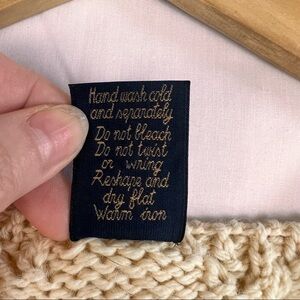 Hand wash cold
and separately
Do not bleach
Do not twist
or wring
Reshape and
dry flat
Warm iron